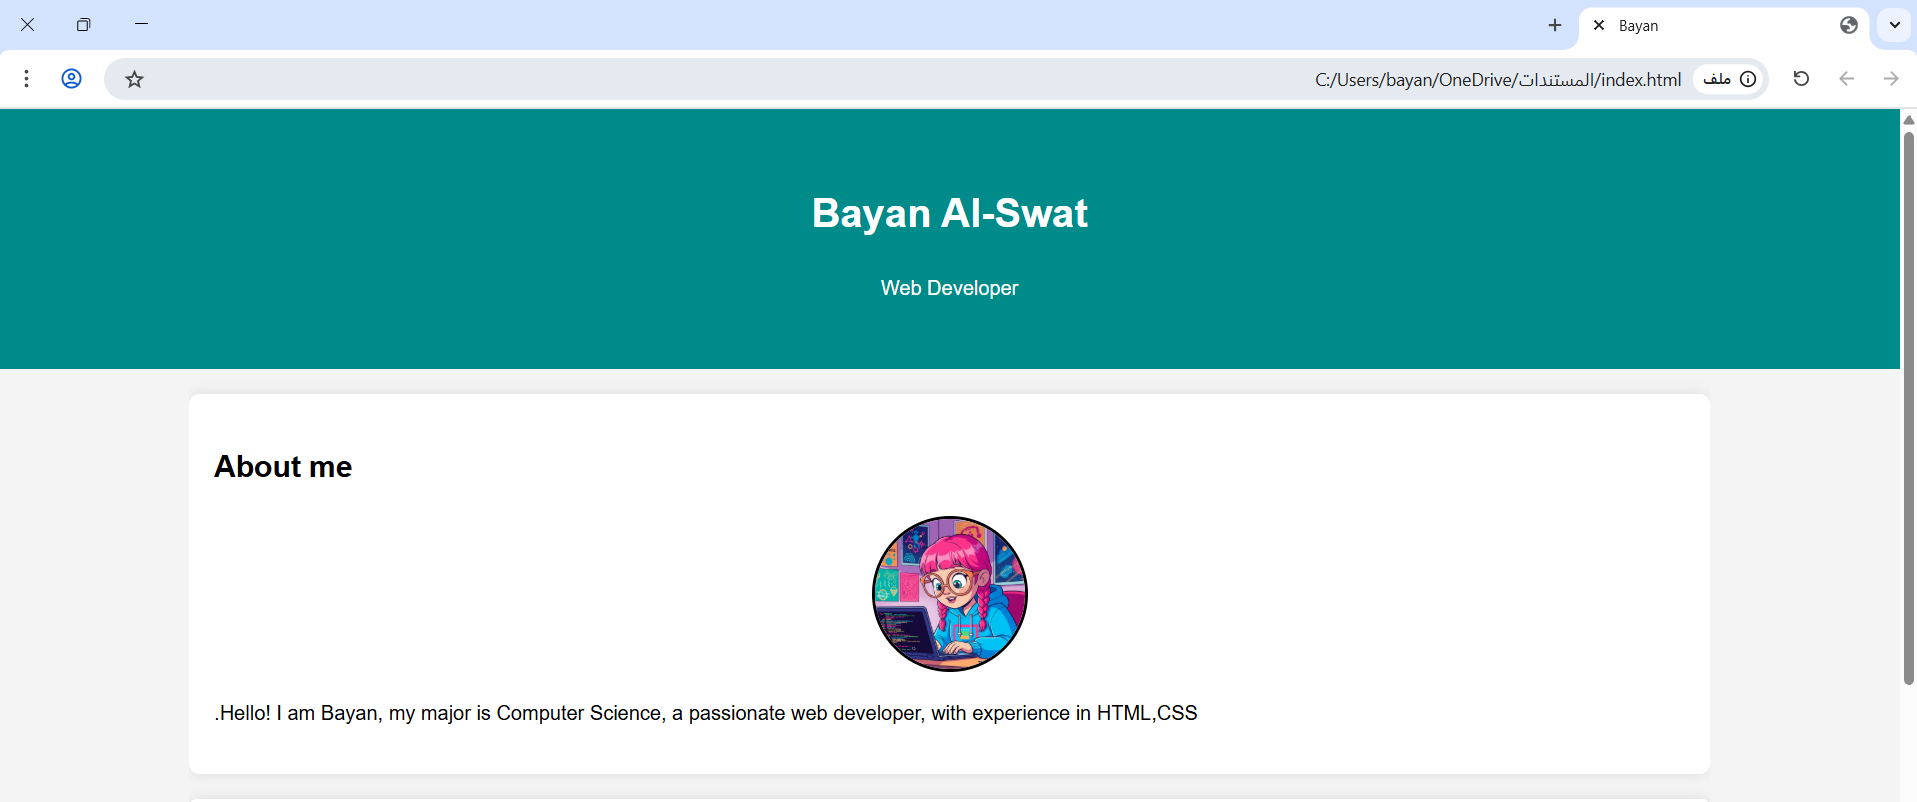 Bayan
C:/Users/bayan/OneDrive/المستندات/index.html
ملف
Bayan Al-Swat
Web Developer
About me
.Hello! I am Bayan, my major is Computer Science, a passionate web developer, with experience in HTML,CSS